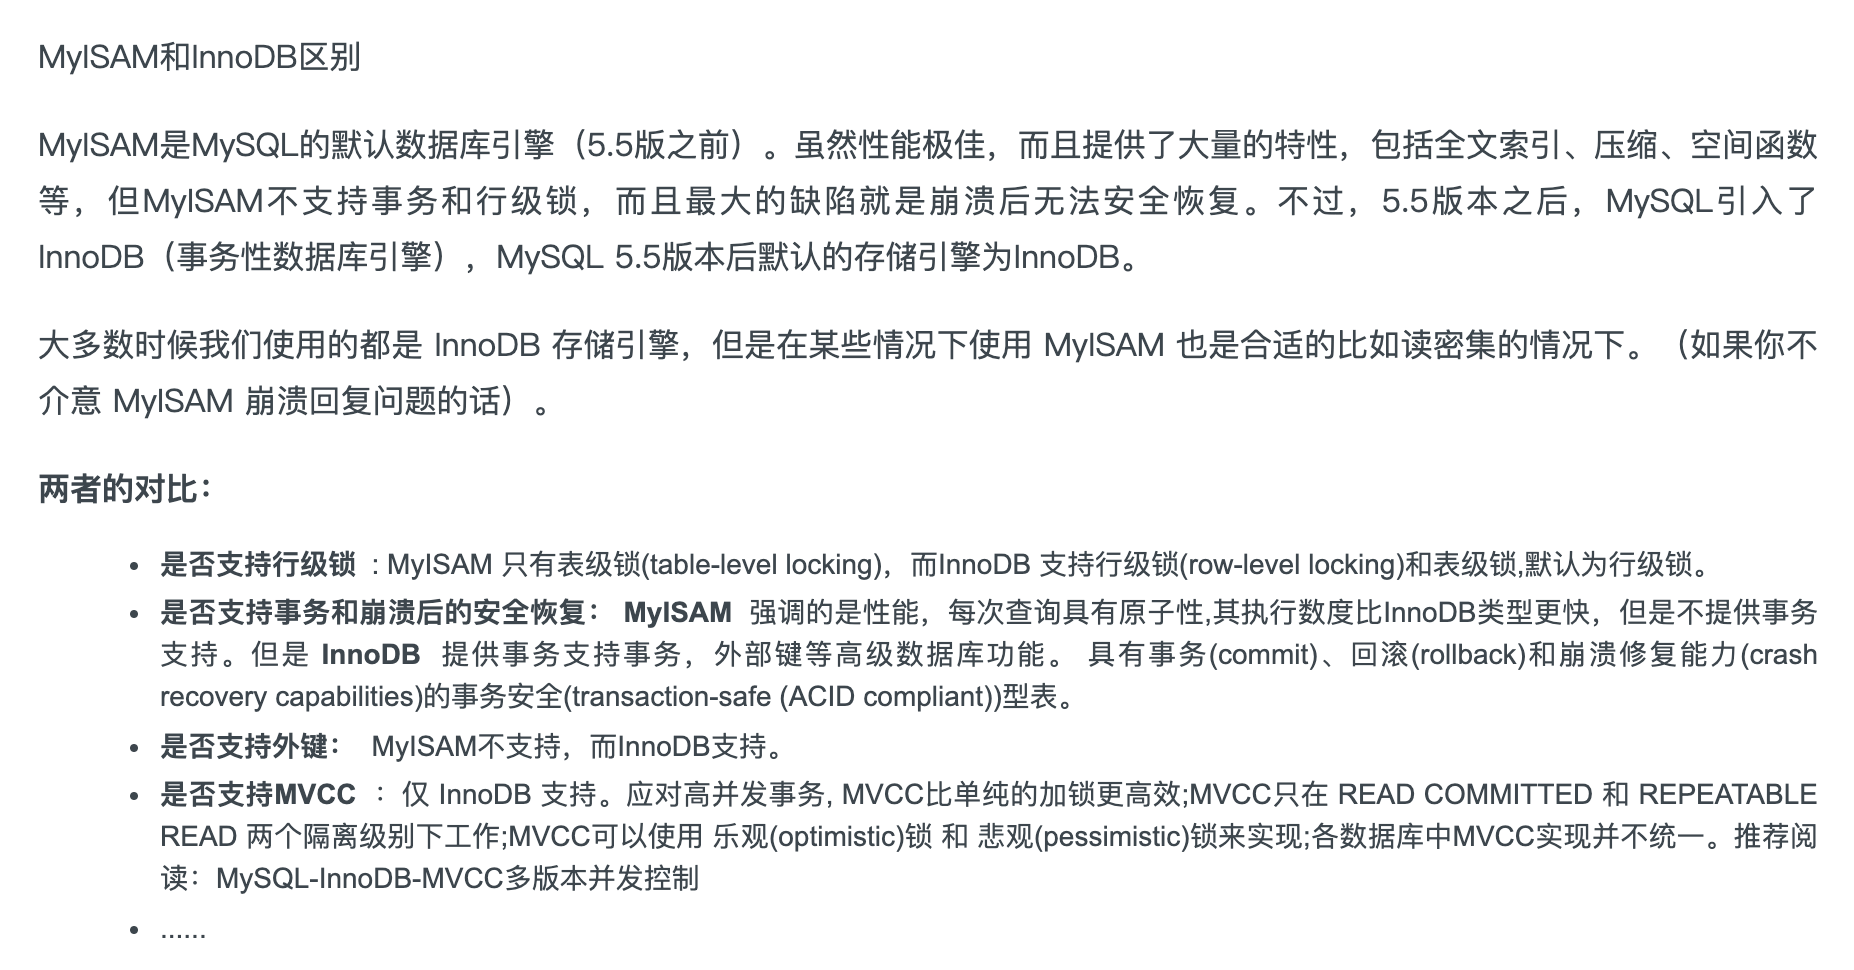 MyISAM和InnoDB区别
MyISAM是MySQL的默认数据库引擎（5.5版之前）。虽然性能极佳，而且提供了大量的特性，包括全文索引、压缩、空间函数
等，但MyISAM不支持事务和行级锁，而且最大的缺陷就是崩溃后无法安全恢复。不过，5.5版本之后，MySQL引入了
InnoDB（事务性数据库引擎），MySQL 5.5版本后默认的存储引擎为InnoDB。
大多数时候我们使用的都是 InnoDB 存储引擎，但是在某些情况下使用 MyISAM 也是合适的比如读密集的情况下。（如果你不
介意 MyISAM 崩溃回复问题的话）。
两者的对比：
• 是否支持行级锁 : MyISAM 只有表级锁(table-level locking)，而InnoDB 支持行级锁(row-level locking)和表级锁,默认为行级锁。
• 是否支持事务和崩溃后的安全恢复： MyISAM 强调的是性能，每次查询具有原子性,其执行数度比InnoDB类型更快，但是不提供事务
支持。但是 InnoDB 提供事务支持事务，外部键等高级数据库功能。 具有事务(commit)、回滚(rollback)和崩溃修复能力(crash
recovery capabilities)的事务安全(transaction-safe (ACID compliant))型表。
• 是否支持外键： MyISAM不支持，而InnoDB支持。
• 是否支持MVCC ：仅 InnoDB 支持。应对高并发事务, MVCC比单纯的加锁更高效;MVCC只在 READ COMMITTED 和 REPEATABLE
READ 两个隔离级别下工作;MVCC可以使用 乐观(optimistic)锁 和 悲观(pessimistic)锁来实现;各数据库中MVCC实现并不统一。推荐阅
读：MySQL-InnoDB-MVCC多版本并发控制
• ......